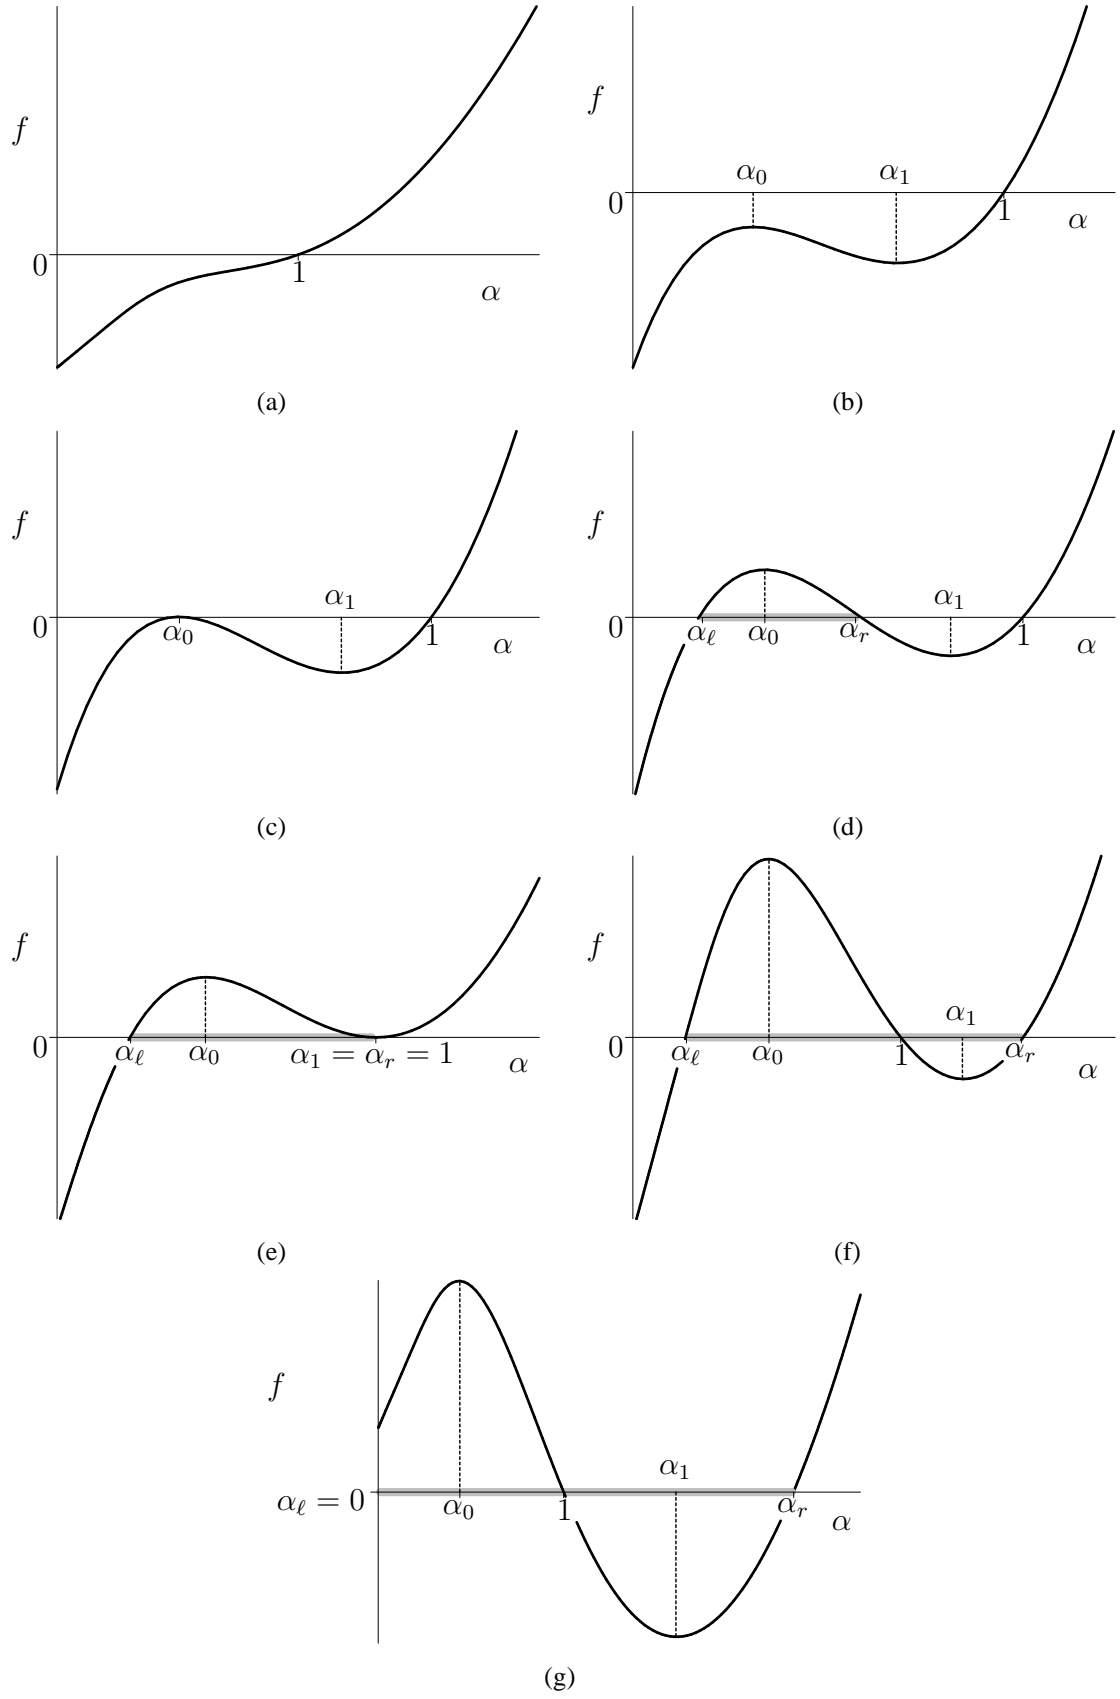 f
0
1
α
(a)
f
α₀
α₁
0
1
α
(b)
f
α₁
0
α₀
1
α
(c)
f
α₁
0
αℓ
α₀
αᵣ
1
α
(d)
f
0
αℓ
α₀
α₁ = αᵣ = 1
α
(e)
f
α₁
0
αℓ
α₀
1
αᵣ
α
(f)
f
α₁
αℓ = 0
α₀
1
αᵣ
α
(g)